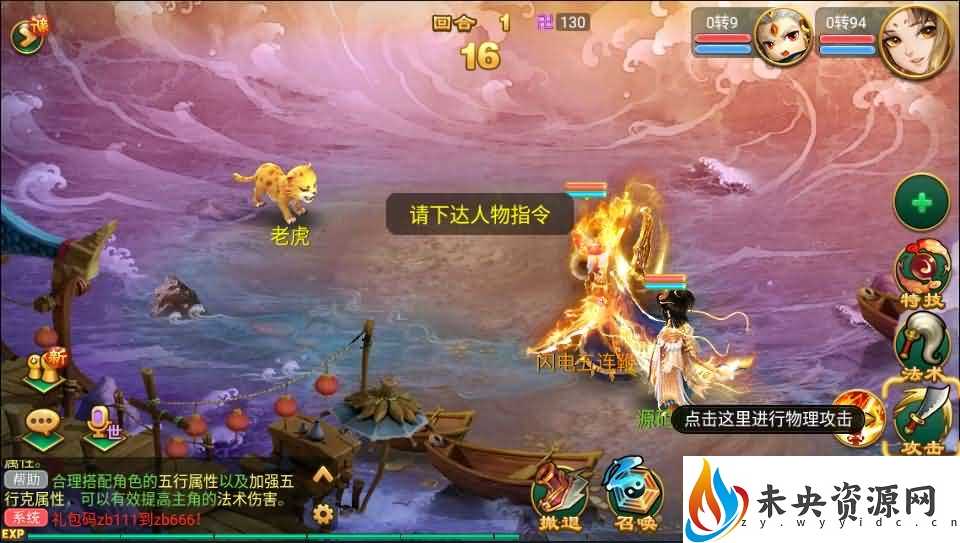 回合 1 卍 130
16
0转9
0转94
请下达人物指令
老虎
特技
法术
闪电五连鞭
点击这里进行物理攻击
攻击
新
世
属性。
帮助 合理搭配角色的五行属性以及加强五
行克属性，可以有效提高主角的法术伤害。
系统 礼包码zb111到zb666！
撤退
召唤
EXP
未央资源网
zy.wyyidc.cn